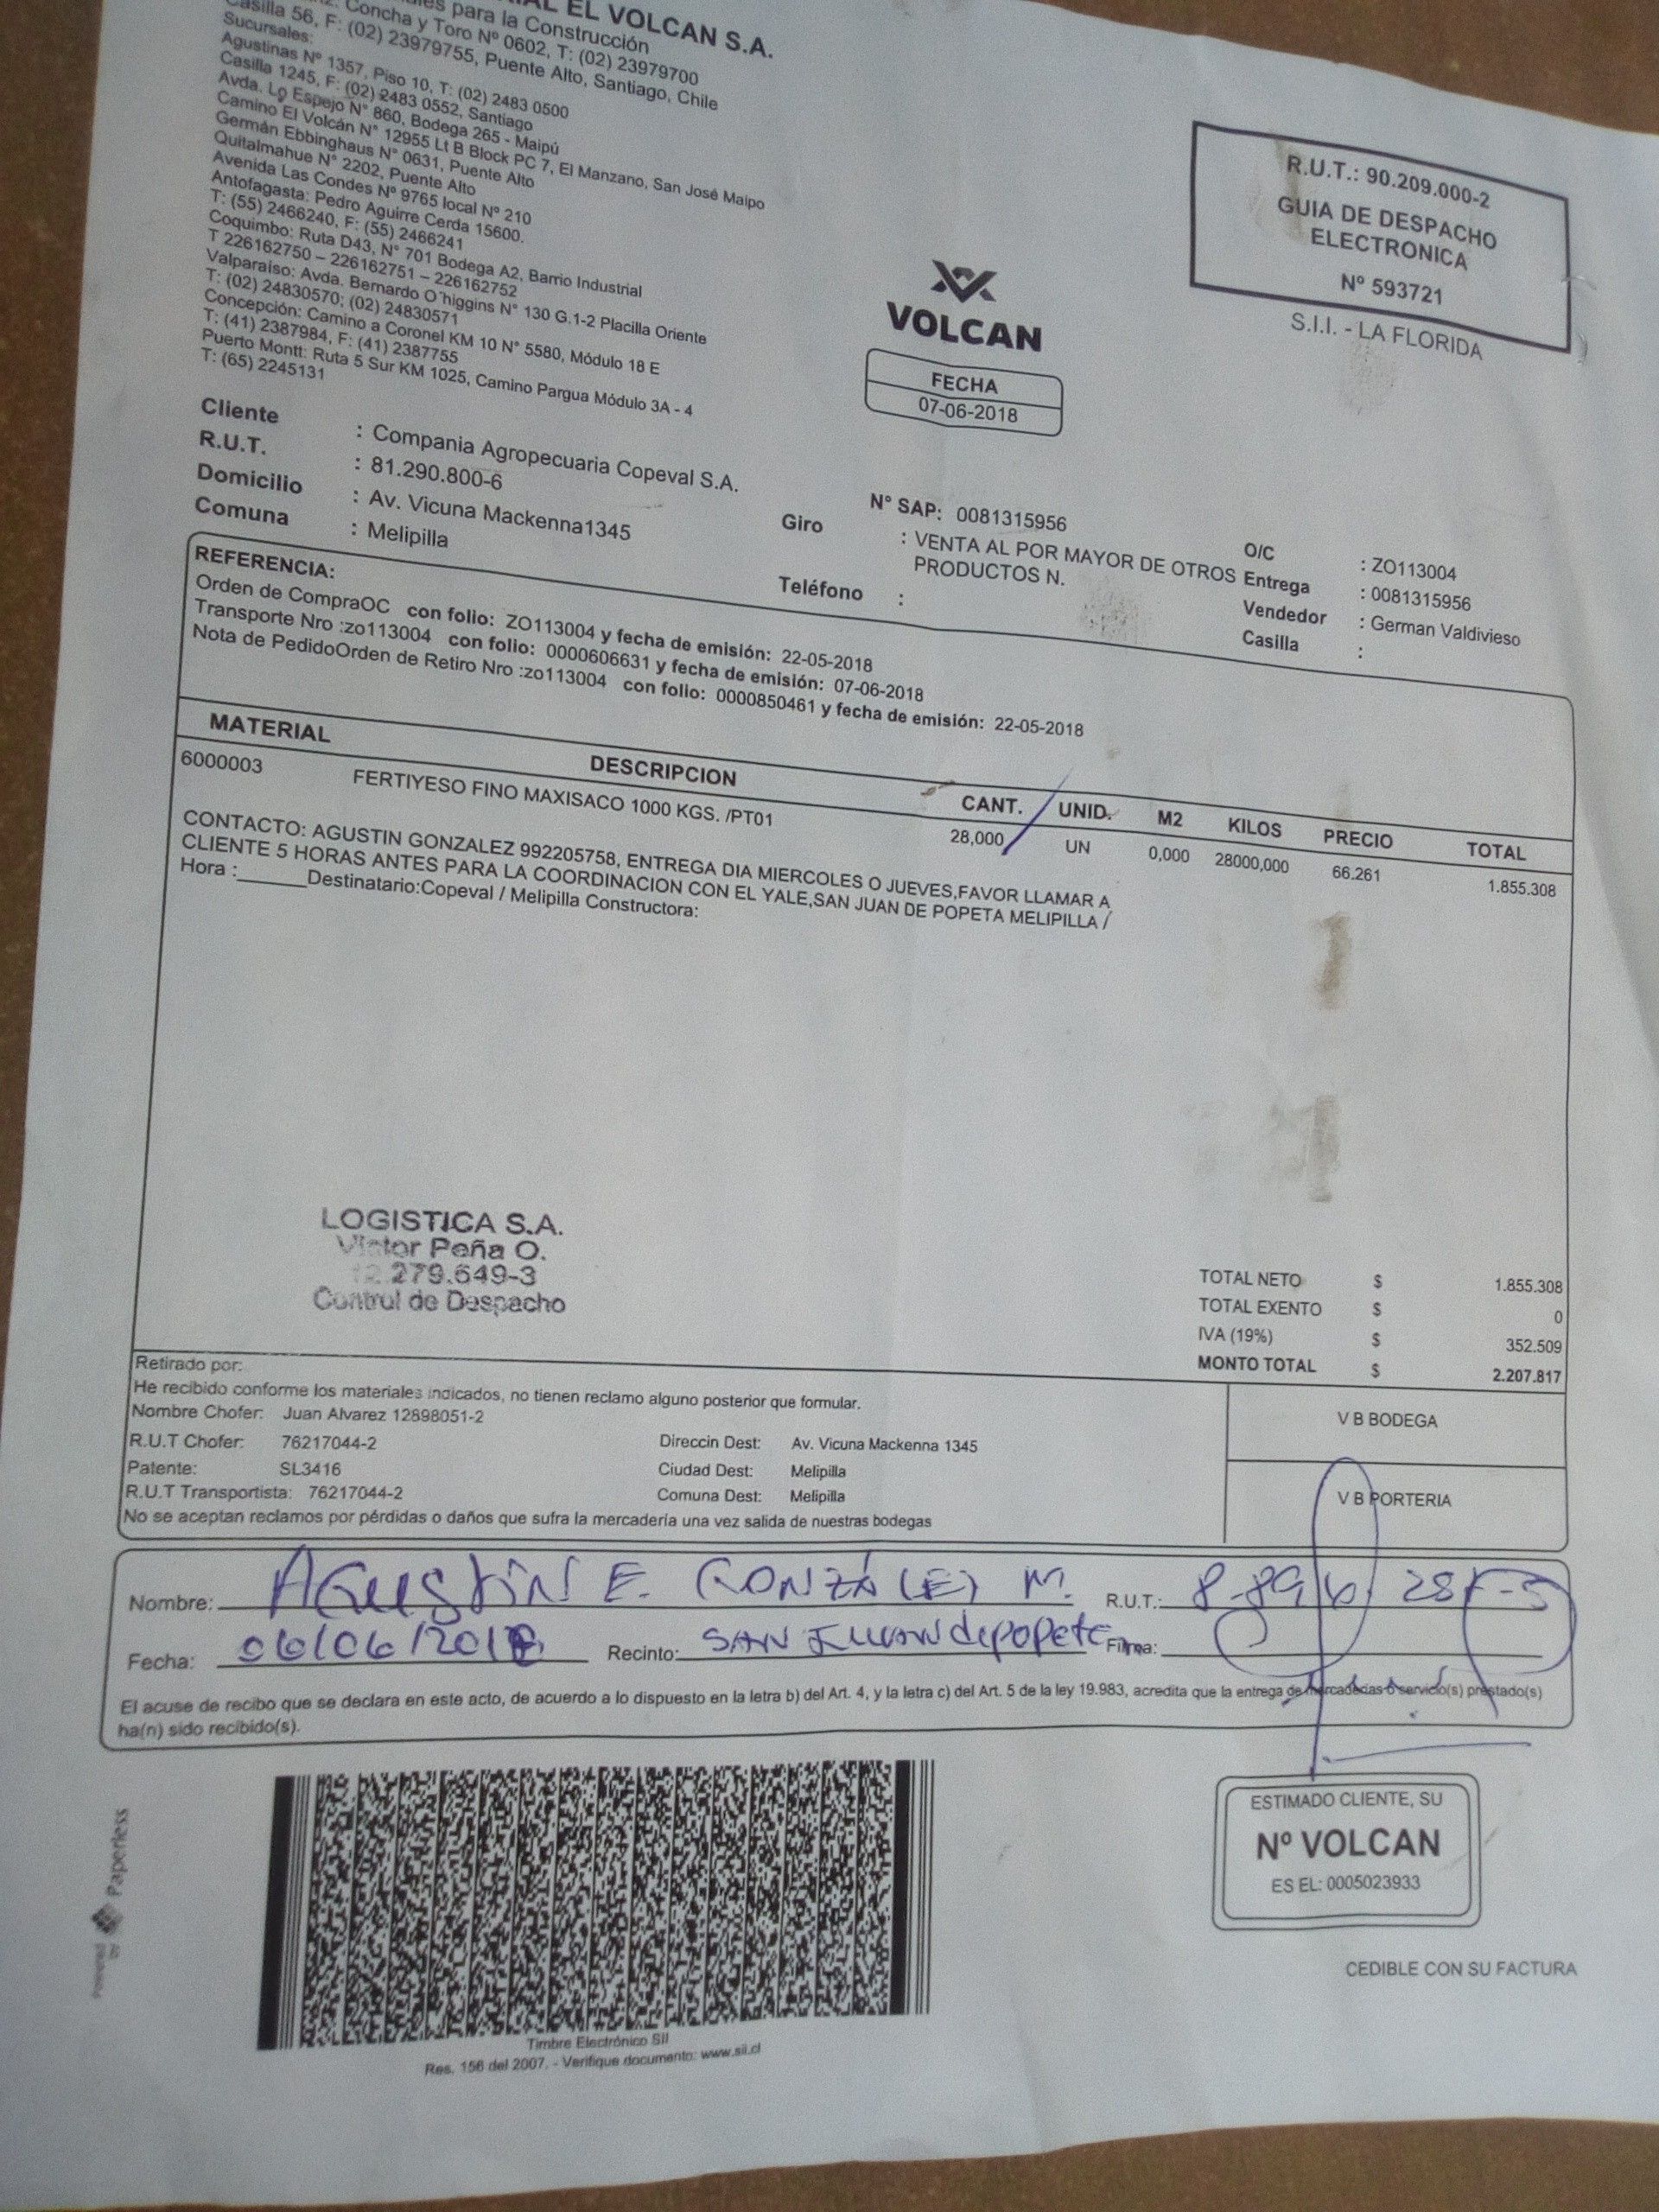 AL EL VOLCAN S.A.
les para la Construcción
Concha y Toro Nº 0602, T: (02) 23979700
Casilla 56, F: (02) 23979755, Puente Alto, Santiago, Chile
Sucursales:
Agustinas Nº 1357, Piso 10, T: (02) 2483 0500
Casilla 1245, F: (02) 2483 0552, Santiago
Avda. Lo Espejo N° 860, Bodega 265 - Maipú
Camino El Volcán N° 12955 Lt B Block PC 7, El Manzano, San José Maipo
Germán Ebbinghaus N° 0631, Puente Alto
Quitalmahue N° 2202, Puente Alto
Avenida Las Condes Nº 9765 local Nº 210
Antofagasta: Pedro Aguirre Cerda 15600.
T: (55) 2466240, F: (55) 2466241
Coquimbo: Ruta D43, N° 701 Bodega A2, Barrio Industrial
T 226162750 – 226162751 – 226162752
Valparaíso: Avda. Bernardo O´higgins N° 130 G.1-2 Placilla Oriente
T: (02) 24830570; (02) 24830571
Concepción: Camino a Coronel KM 10 N° 5580, Módulo 18 E
T: (41) 2387984, F: (41) 2387755
Puerto Montt: Ruta 5 Sur KM 1025, Camino Pargua Módulo 3A - 4
T: (65) 2245131
R.U.T.: 90.209.000-2
GUIA DE DESPACHO
ELECTRONICA
Nº 593721
S.I.I. - LA FLORIDA
VOLCAN
FECHA
07-06-2018
Cliente : Compania Agropecuaria Copeval S.A.
R.U.T. : 81.290.800-6
Domicilio : Av. Vicuna Mackenna1345
Comuna : Melipilla
N° SAP: 0081315956
Giro : VENTA AL POR MAYOR DE OTROS
PRODUCTOS N.
Teléfono :
O/C : ZO113004
Entrega : 0081315956
Vendedor : German Valdivieso
Casilla :
REFERENCIA:
Orden de CompraOC con folio: ZO113004 y fecha de emisión: 22-05-2018
Transporte Nro :zo113004 con folio: 0000606631 y fecha de emisión: 07-06-2018
Nota de PedidoOrden de Retiro Nro :zo113004 con folio: 0000850461 y fecha de emisión: 22-05-2018
MATERIAL DESCRIPCION CANT. UNID. M2 KILOS PRECIO TOTAL
6000003 FERTIYESO FINO MAXISACO 1000 KGS. /PT01 28,000 UN 0,000 28000,000 66.261 1.855.308
CONTACTO: AGUSTIN GONZALEZ 992205758, ENTREGA DIA MIERCOLES O JUEVES,FAVOR LLAMAR A
CLIENTE 5 HORAS ANTES PARA LA COORDINACION CON EL YALE,SAN JUAN DE POPETA MELIPILLA /
Hora :______Destinatario:Copeval / Melipilla Constructora:
LOGISTICA S.A.
Victor Peña O.
12.279.649-3
Control de Despacho
TOTAL NETO $ 1.855.308
TOTAL EXENTO $ 0
IVA (19%) $ 352.509
MONTO TOTAL $ 2.207.817
Retirado por:
He recibido conforme los materiales indicados, no tienen reclamo alguno posterior que formular.
Nombre Chofer: Juan Alvarez 12898051-2
R.U.T Chofer: 76217044-2 Direccin Dest: Av. Vicuna Mackenna 1345
Patente: SL3416 Ciudad Dest: Melipilla
R.U.T Transportista: 76217044-2 Comuna Dest: Melipilla
No se aceptan reclamos por pérdidas o daños que sufra la mercadería una vez salida de nuestras bodegas
V B BODEGA
V B PORTERIA
Nombre: AGUSTIN E. GONZÁLEZ M. R.U.T.:
Fecha: 06/06/2018 Recinto: SAN JUAN de popeta Firma:
El acuse de recibo que se declara en este acto, de acuerdo a lo dispuesto en la letra b) del Art. 4, y la letra c) del Art. 5 de la ley 19.983, acredita que la entrega de mercaderias o servicio(s) prestado(s)
ha(n) sido recibido(s).
Powered by Paperless
Timbre Electrónico SII
Res. 156 del 2007. - Verifique documento: www.sii.cl
ESTIMADO CLIENTE, SU
Nº VOLCAN
ES EL: 0005023933
CEDIBLE CON SU FACTURA